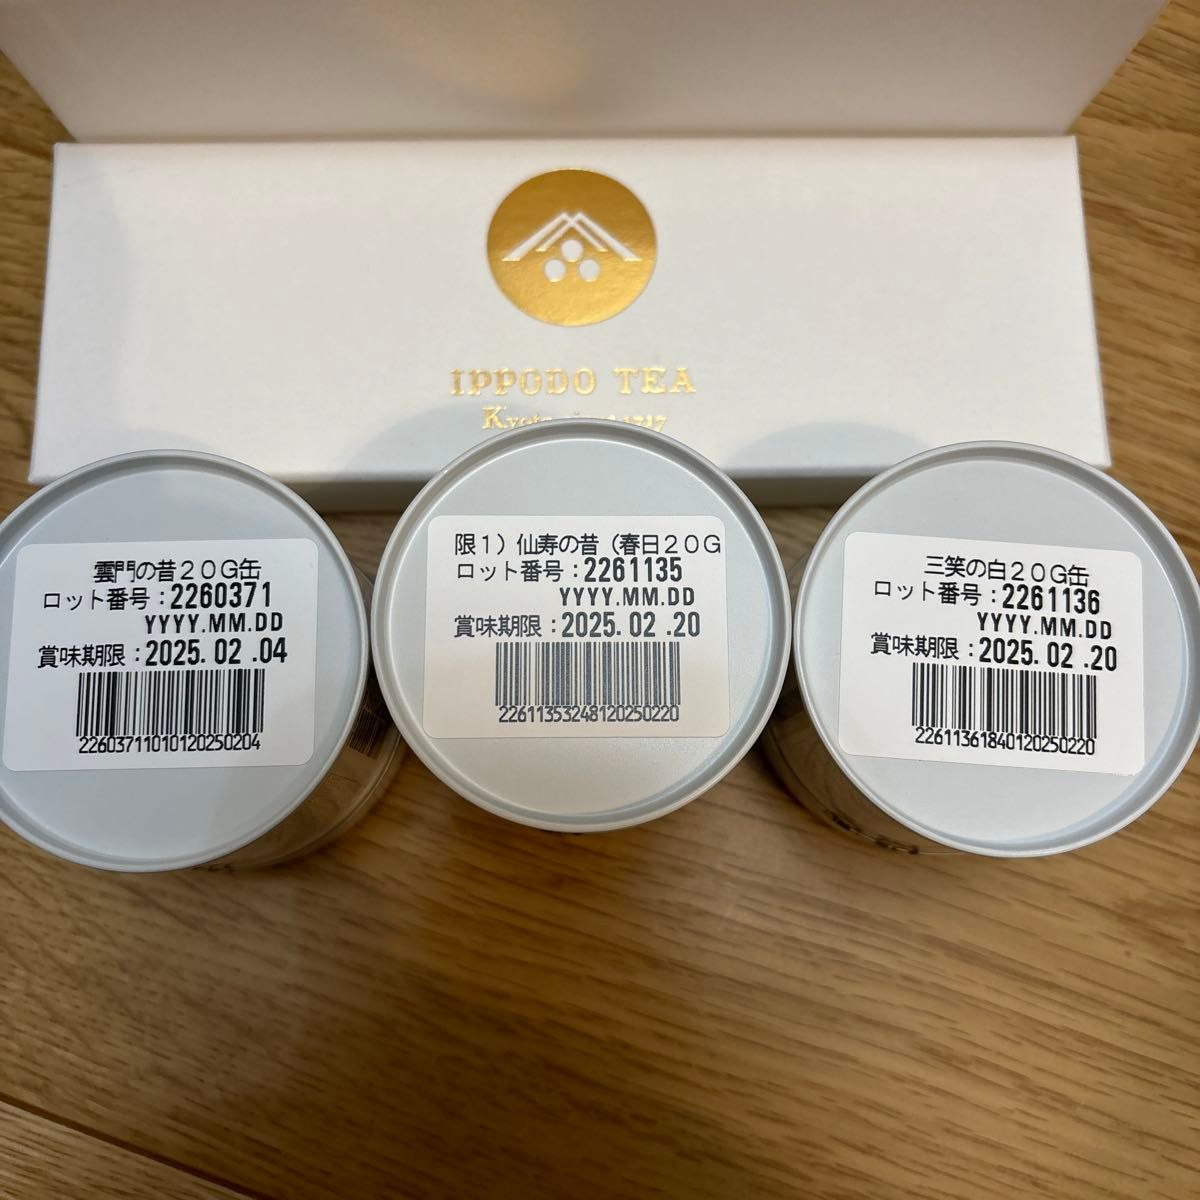 IPPODO TEA
Kyoto since 1717
雲門の昔20G缶
ロット番号:2260371
YYYY.MM.DD
賞味期限:2025.02.04
22603711010120250204
限1)仙寿の昔(春日20G
ロット番号:2261135
YYYY.MM.DD
賞味期限:2025.02.20
22611353248120250220
三笑の白20G缶
ロット番号:2261136
YYYY.MM.DD
賞味期限:2025.02.20
22611361840120250220